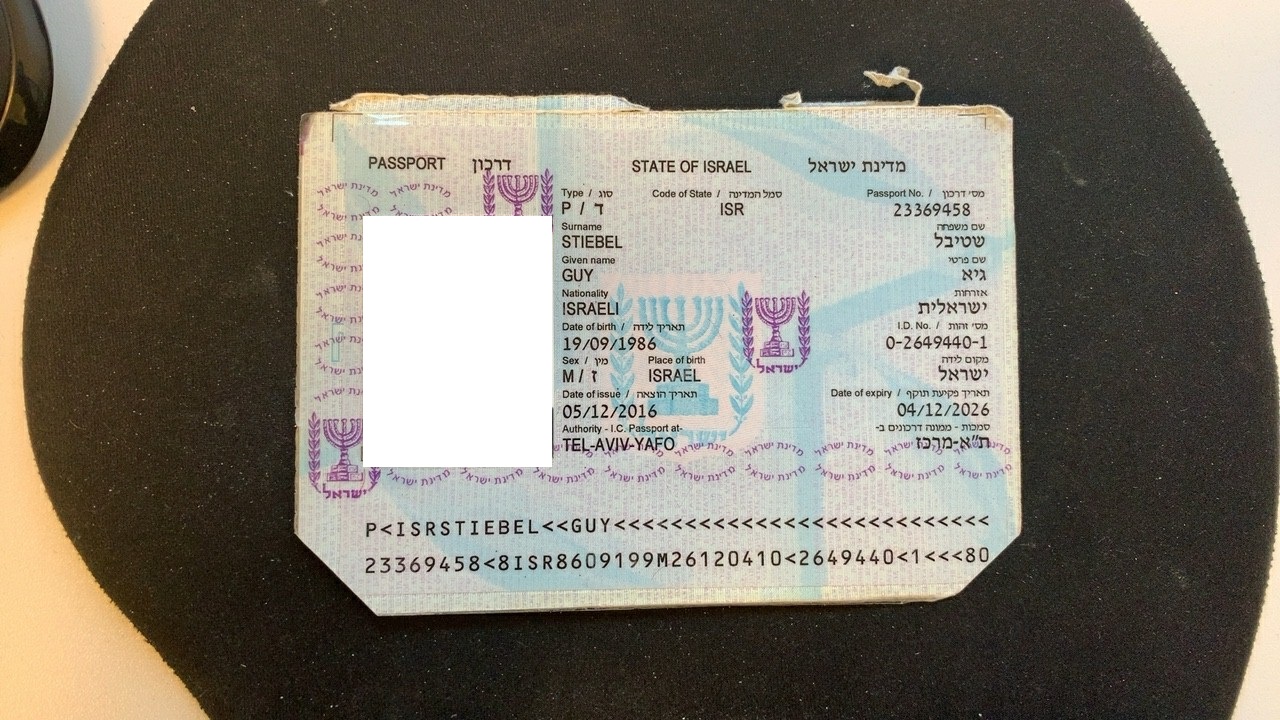 PASSPORT דרכון STATE OF ISRAEL מדינת ישראל
Type / סוג Code of State / סמל המדינה מס׳ דרכון / Passport No.
P / ד ISR 23369458
Surname שם משפחה
STIEBEL שטיבל
Given name שם פרטי
GUY גיא
Nationality אזרחות
ISRAELI ישראלית
Date of birth / תאריך לידה מס׳ זהות / I.D. No.
19/09/1986 0-2649440-1
Sex / מין Place of birth מקום לידה
M / ז ISRAEL ישראל
Date of issue / תאריך הוצאה תאריך פקיעת תוקף / Date of expiry
05/12/2016 04/12/2026
Authority - I.C. Passport at- סמכות - ממונה דרכונים ב-
TEL-AVIV-YAFO ת"א-מרכז
P<ISRSTIEBEL<<GUY<<<<<<<<<<<<<<<<<<<<<<<<<<<
23369458<8ISR8609199M26120410<2649440<1<<<80